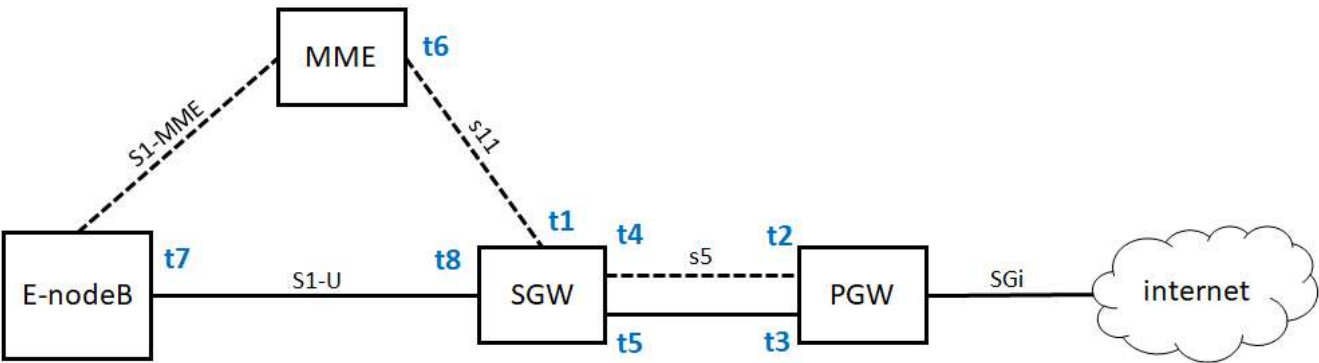 MME
t6
S1-MME
s11
t1
t4
t2
t7
t8
s5
E-nodeB
S1-U
SGW
PGW
SGi
internet
t5
t3